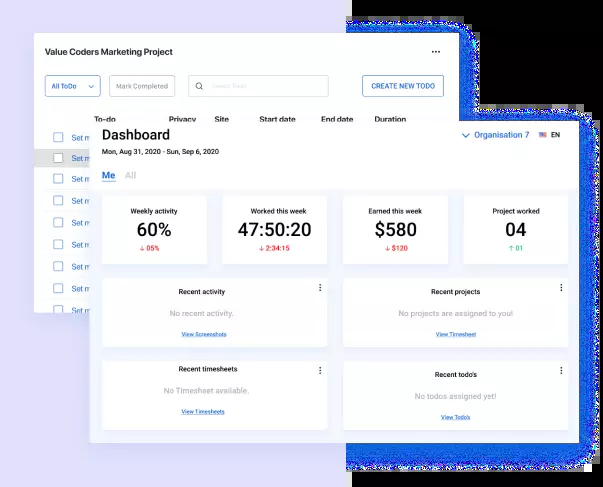 Value Coders Marketing Project
All ToDo
Mark Completed
Search Todo
CREATE NEW TODO
To-do Privacy Site Start date End date Duration
Set m
Set m
Set m
Set m
Set m
Set m
Set m
Set m
Set m
Dashboard
Organisation 7
EN
Mon, Aug 31, 2020 - Sun, Sep 6, 2020
Me All
Weekly activity
60%
↓ 05%
Worked this week
47:50:20
↓ 2:34:15
Earned this week
$580
↓ $120
Project worked
04
↑ 01
Recent activity
No recent activity.
View Screenshots
Recent projects
No projects are assigned to you!
View Timesheet
Recent timesheets
No Timesheet available.
View Timesheets
Recent todo's
No todos assigned yet!
View Todo's